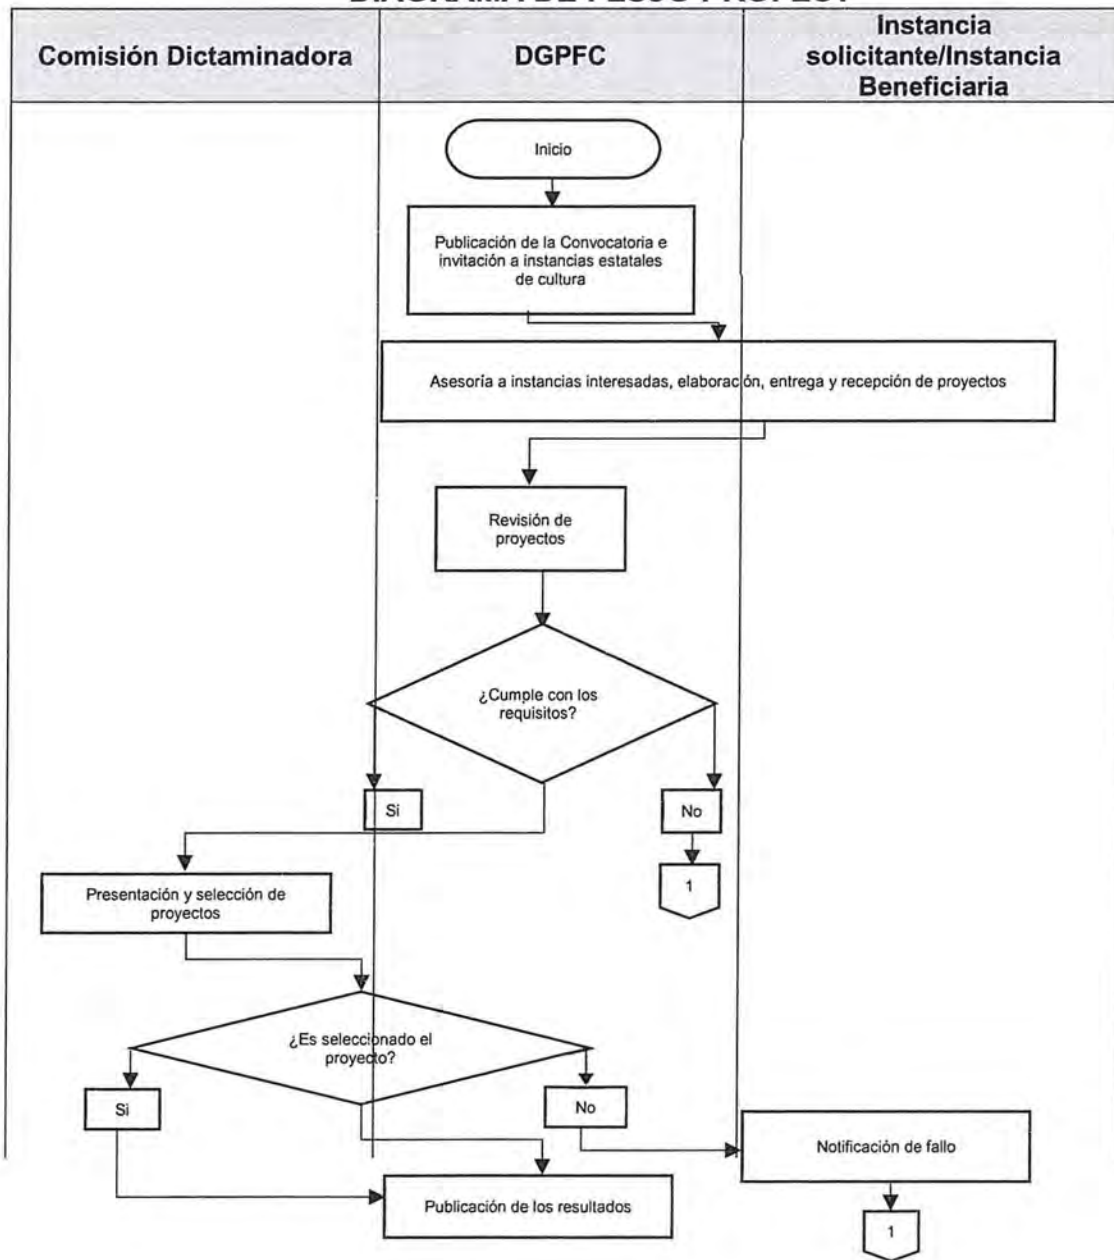 Comisión Dictaminadora
DGPFC
Instancia
solicitante/Instancia
Beneficiaria
Inicio
Publicación de la Convocatoria e
invitación a instancias estatales
de cultura
Asesoría a instancias interesadas, elaboración, entrega y recepción de proyectos
Revisión de
proyectos
¿Cumple con los
requisitos?
Si
No
1
Presentación y selección de
proyectos
¿Es seleccionado el
proyecto?
Si
No
Notificación de fallo
Publicación de los resultados
1